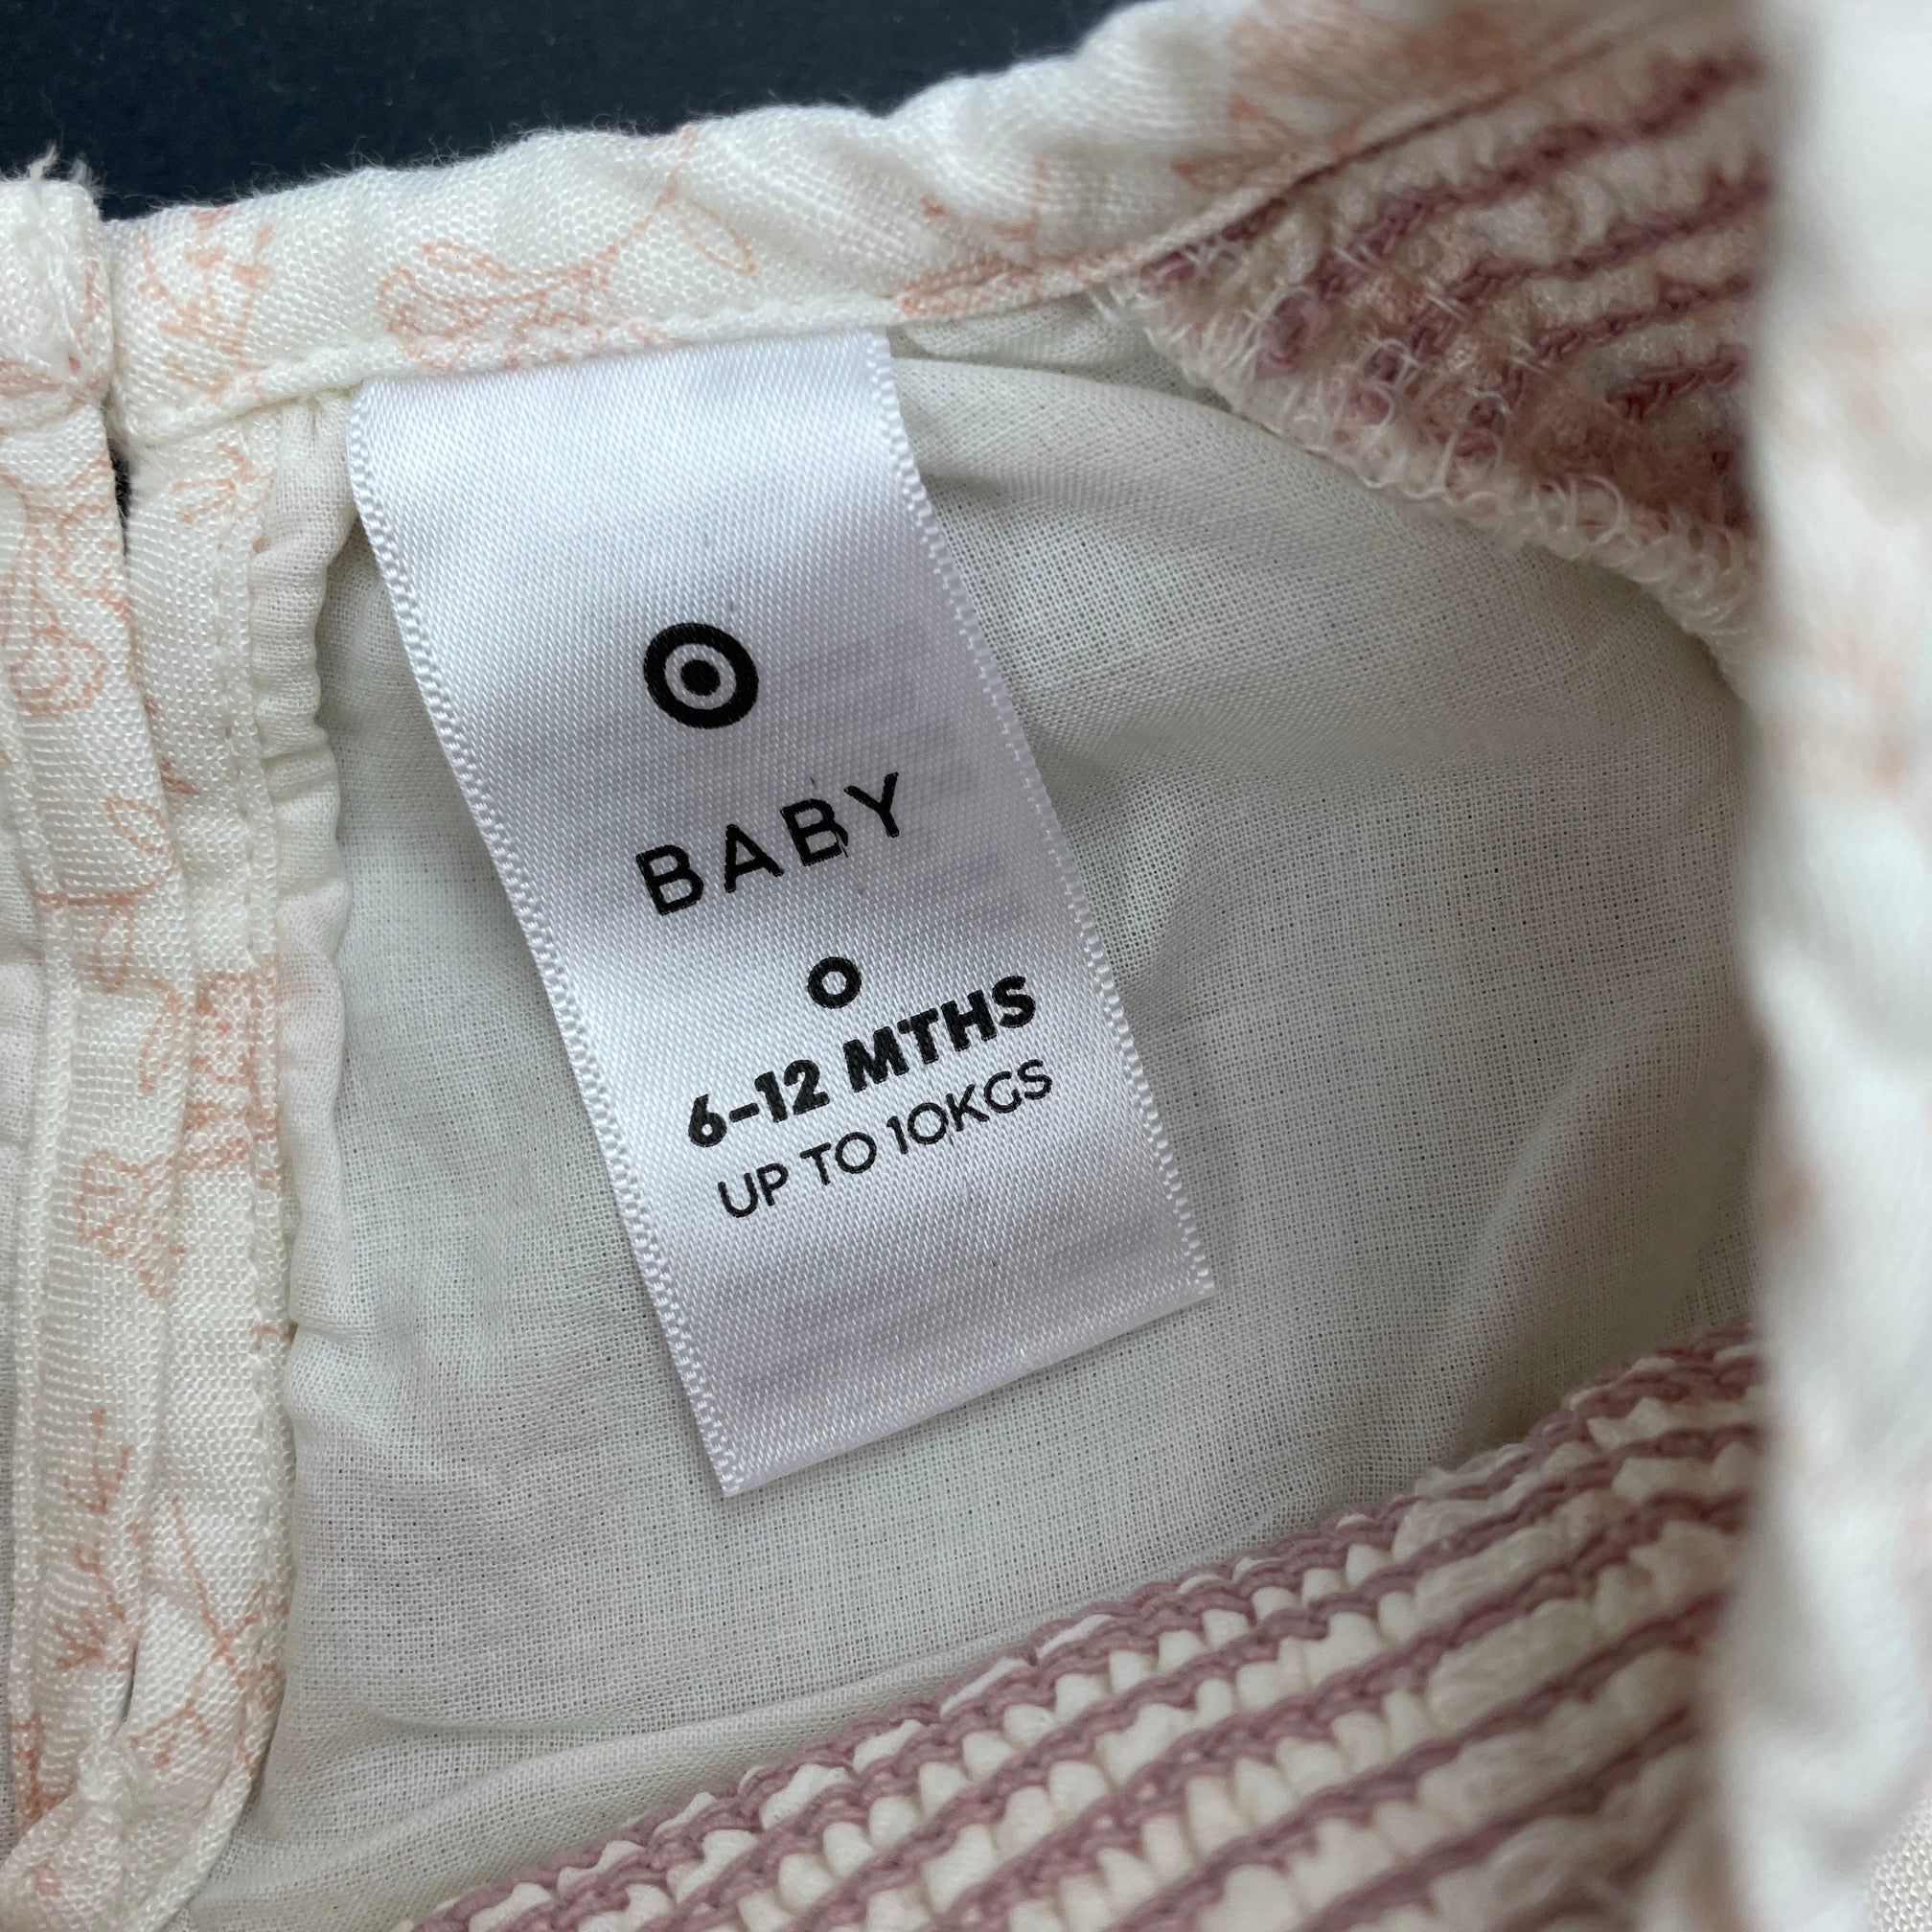 BABY
0
6-12 MTHS
UP TO 10KGS